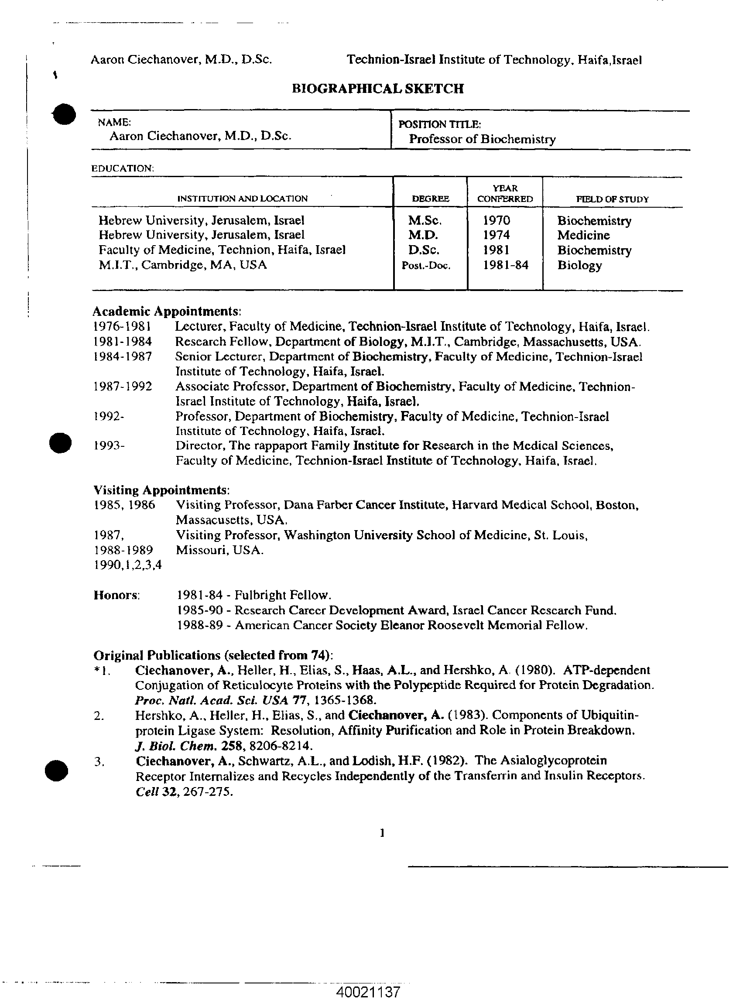 Aaron Ciechanover, M.D., D.Sc. Technion-Israel Institute of Technology, Haifa,Israel
BIOGRAPHICAL SKETCH
NAME: POSITION TITLE:
Aaron Ciechanover, M.D., D.Sc. Professor of Biochemistry
EDUCATION:
YEAR
INSTITUTION AND LOCATION DEGREE CONFERRED FIELD OF STUDY
Hebrew University, Jerusalem, Israel M.Sc. 1970 Biochemistry
Hebrew University, Jerusalem, Israel M.D. 1974 Medicine
Faculty of Medicine, Technion, Haifa, Israel D.Sc. 1981 Biochemistry
M.I.T., Cambridge, MA, USA Post.-Doc. 1981-84 Biology
Academic Appointments:
1976-1981 Lecturer, Faculty of Medicine, Technion-Israel Institute of Technology, Haifa, Israel.
1981-1984 Research Fellow, Department of Biology, M.I.T., Cambridge, Massachusetts, USA.
1984-1987 Senior Lecturer, Department of Biochemistry, Faculty of Medicine, Technion-Israel
Institute of Technology, Haifa, Israel.
1987-1992 Associate Professor, Department of Biochemistry, Faculty of Medicine, Technion-
Israel Institute of Technology, Haifa, Israel.
1992- Professor, Department of Biochemistry, Faculty of Medicine, Technion-Israel
Institute of Technology, Haifa, Israel.
1993- Director, The rappaport Family Institute for Research in the Medical Sciences,
Faculty of Medicine, Technion-Israel Institute of Technology, Haifa, Israel.
Visiting Appointments:
1985, 1986 Visiting Professor, Dana Farber Cancer Institute, Harvard Medical School, Boston,
Massachusetts, USA.
1987, Visiting Professor, Washington University School of Medicine, St. Louis,
1988-1989 Missouri, USA.
1990,1,2,3,4
Honors: 1981-84 - Fulbright Fellow.
1985-90 - Research Career Development Award, Israel Cancer Research Fund.
1988-89 - American Cancer Society Eleanor Roosevelt Memorial Fellow.
Original Publications (selected from 74):
*1. Ciechanover, A., Heller, H., Elias, S., Haas, A.L., and Hershko, A. (1980). ATP-dependent
Conjugation of Reticulocyte Proteins with the Polypeptide Required for Protein Degradation.
Proc. Natl. Acad. Sci. USA 77, 1365-1368.
2. Hershko, A., Heller, H., Elias, S., and Ciechanover, A. (1983). Components of Ubiquitin-
protein Ligase System: Resolution, Affinity Purification and Role in Protein Breakdown.
J. Biol. Chem. 258, 8206-8214.
3. Ciechanover, A., Schwartz, A.L., and Lodish, H.F. (1982). The Asialoglycoprotein
Receptor Internalizes and Recycles Independently of the Transferrin and Insulin Receptors.
Cell 32, 267-275.
1
40021137